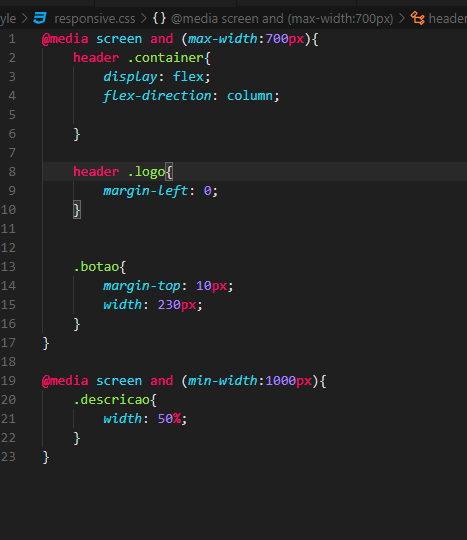 yle > responsive.css > {} @media screen and (max-width:700px) > header
1 @media screen and (max-width:700px){
2 header .container{
3 display: flex;
4 flex-direction: column;
5
6 }
7
8 header .logo{
9 margin-left: 0;
10 }
11
12
13 .botao{
14 margin-top: 10px;
15 width: 230px;
16 }
17 }
18
19 @media screen and (min-width:1000px){
20 .descricao{
21 width: 50%;
22 }
23 }